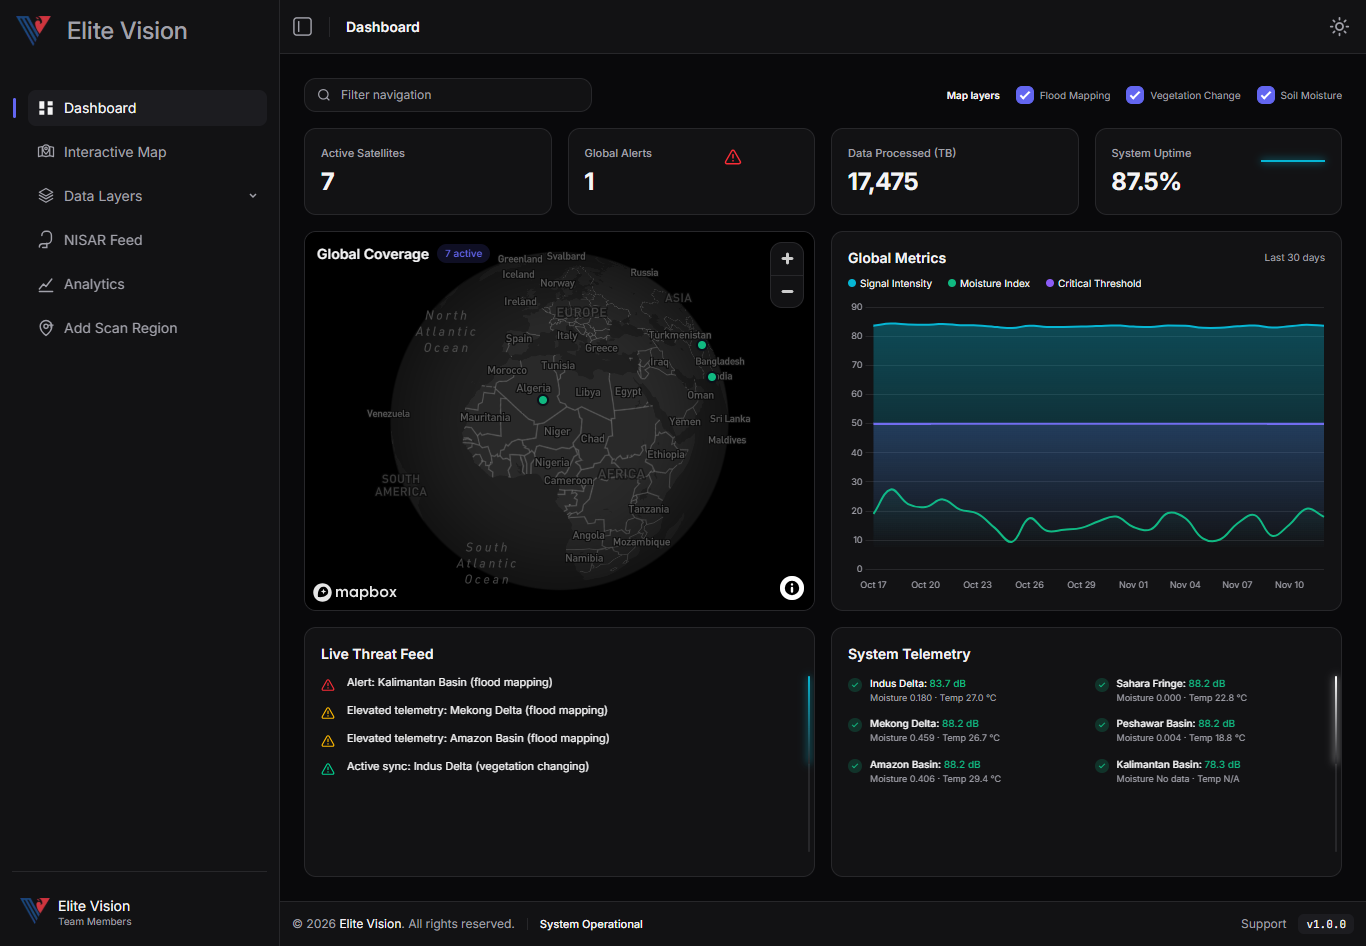 Elite Vision
Dashboard
Interactive Map
Data Layers
NISAR Feed
Analytics
Add Scan Region
Elite Vision
Team Members
Dashboard
Filter navigation
Map layers
Flood Mapping
Vegetation Change
Soil Moisture
Active Satellites
7
Global Alerts
1
Data Processed (TB)
17,475
System Uptime
87.5%
Global Coverage
7 active
Greenland
Svalbard
Iceland
Norway
Russia
Ireland
ASIA
North
Atlantic
Ocean
EUROPE
Spain
Italy
Greece
Turkmenistan
Morocco
Tunisia
Iraq
Bangladesh
Algeria
Libya
Egypt
Oman
Venezuela
Mauritania
Niger
Chad
Yemen
Sri Lanka
Maldives
Nigeria
Ethiopia
Cameroon
AFRICA
SOUTH
AMERICA
Tanzania
Angola
Mozambique
Namibia
South
Atlantic
Ocean
mapbox
Global Metrics
Last 30 days
Signal Intensity
Moisture Index
Critical Threshold
90
80
70
60
50
40
30
20
10
0
Oct 17 Oct 20 Oct 23 Oct 26 Oct 29 Nov 01 Nov 04 Nov 07 Nov 10
Live Threat Feed
Alert: Kalimantan Basin (flood mapping)
Elevated telemetry: Mekong Delta (flood mapping)
Elevated telemetry: Amazon Basin (flood mapping)
Active sync: Indus Delta (vegetation changing)
System Telemetry
Indus Delta: 83.7 dB
Moisture 0.180 · Temp 27.0 °C
Sahara Fringe: 88.2 dB
Moisture 0.000 · Temp 22.8 °C
Mekong Delta: 88.2 dB
Moisture 0.459 · Temp 26.7 °C
Peshawar Basin: 88.2 dB
Moisture 0.004 · Temp 18.8 °C
Amazon Basin: 88.2 dB
Moisture 0.406 · Temp 29.4 °C
Kalimantan Basin: 78.3 dB
Moisture No data · Temp N/A
© 2026 Elite Vision. All rights reserved.
System Operational
Support
v1.0.0